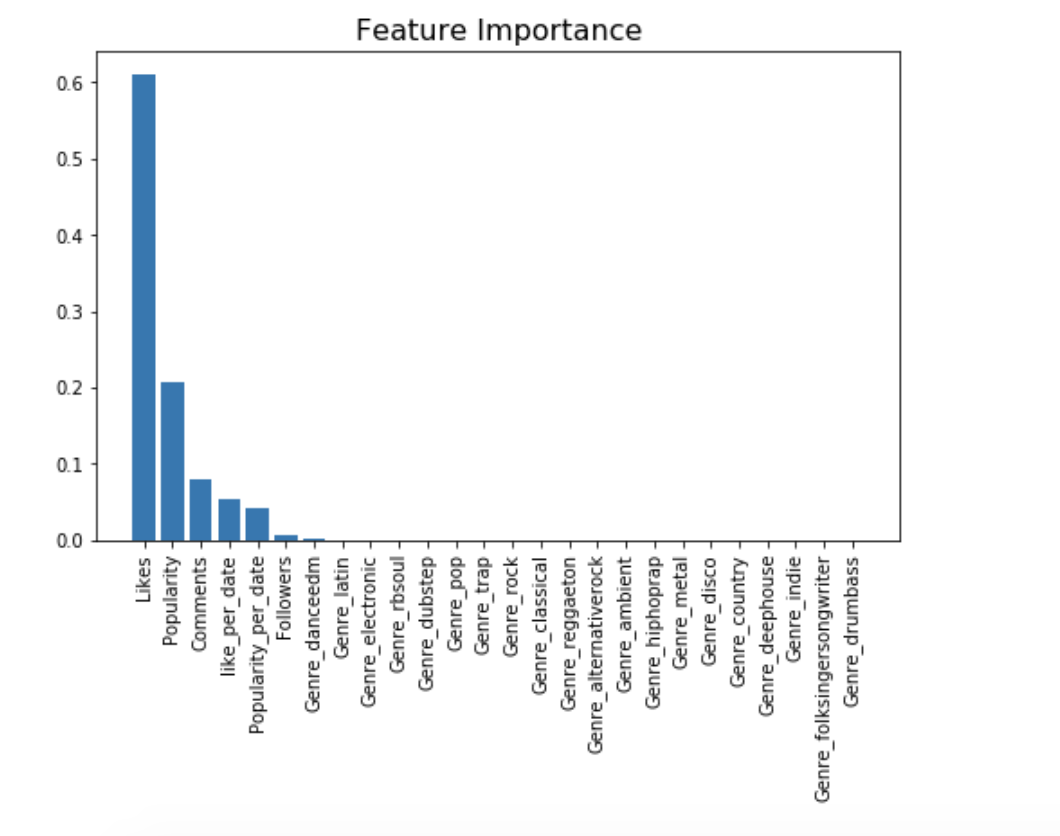 Feature Importance
0.6
0.5
0.4
0.3
0.2
0.1
0.0
Likes
Popularity
Comments
like_per_date
Popularity_per_date
Followers
Genre_danceedm
Genre_latin
Genre_electronic
Genre_rbsoul
Genre_dubstep
Genre_pop
Genre_trap
Genre_rock
Genre_classical
Genre_reggaeton
Genre_alternativerock
Genre_ambient
Genre_hiphoprap
Genre_metal
Genre_disco
Genre_country
Genre_deephouse
Genre_indie
Genre_folksingersongwriter
Genre_drumbass